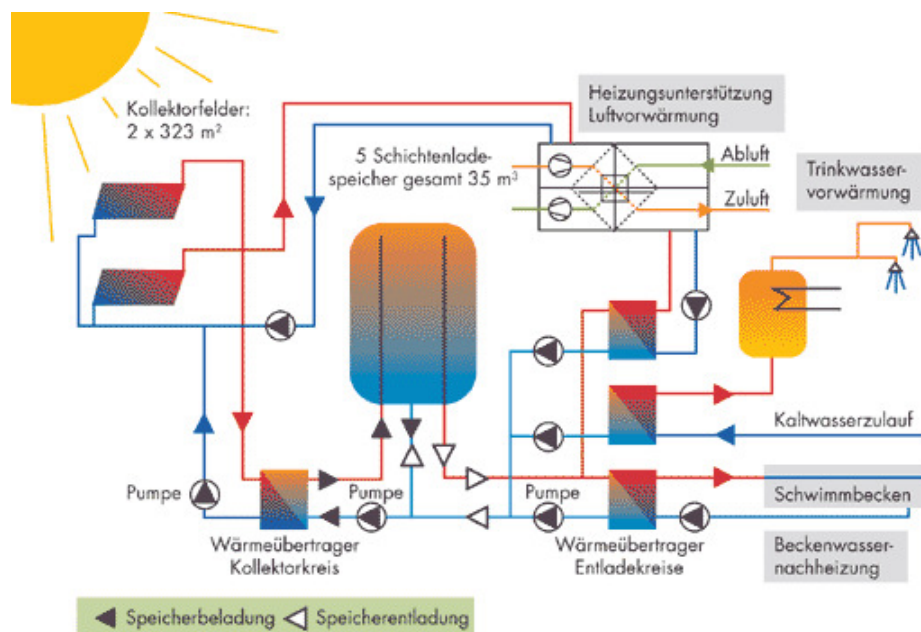 Kollektorfelder:
2 x 323 m²
Heizungsunterstützung
Luftvorwärmung
5 Schichtenlade-
speicher gesamt 35 m³
Abluft
Zuluft
Trinkwasser-
vorwärmung
Kaltwasserzulauf
Pumpe
Pumpe
Pumpe
Schwimmbecken
Wärmeübertrager
Kollektorkreis
Wärmeübertrager
Entladekreise
Beckenwasser-
nachheizung
Speicherbeladung
Speicherentladung